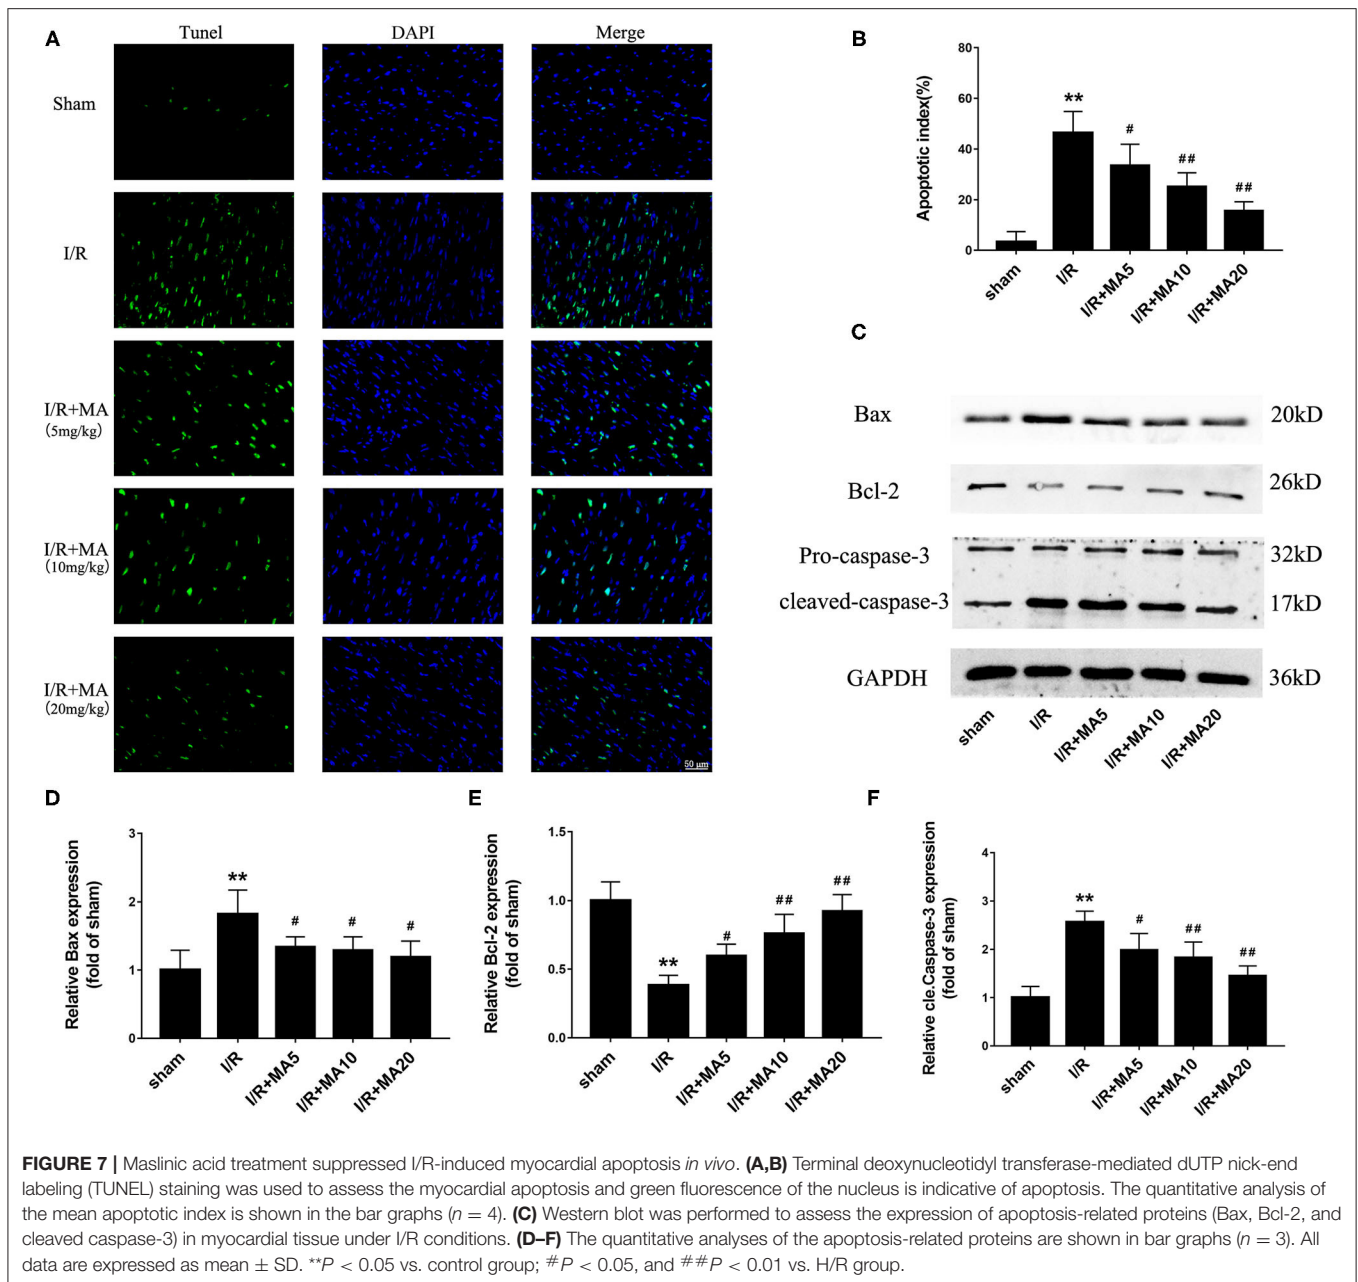 A
Tunel DAPI Merge
Sham
I/R
I/R+MA
(5mg/kg)
I/R+MA
(10mg/kg)
I/R+MA
(20mg/kg)
50 μm
B
Apoptotic index(%)
80
60
40
20
0
**
#
##
##
sham I/R I/R+MA5 I/R+MA10 I/R+MA20
C
Bax 20kD
Bcl-2 26kD
Pro-caspase-3 32kD
cleaved-caspase-3 17kD
GAPDH 36kD
sham I/R I/R+MA5 I/R+MA10 I/R+MA20
D
Relative Bax expression
(fold of sham)
3
2
1
0
**
#
#
#
sham I/R I/R+MA5 I/R+MA10 I/R+MA20
E
Relative Bcl-2 expression
(fold of sham)
1.5
1.0
0.5
0.0
**
#
##
##
sham I/R I/R+MA5 I/R+MA10 I/R+MA20
F
Relative cle.Caspase-3 expression
(fold of sham)
4
3
2
1
0
**
#
##
##
sham I/R I/R+MA5 I/R+MA10 I/R+MA20
FIGURE 7 | Maslinic acid treatment suppressed I/R-induced myocardial apoptosis in vivo. (A,B) Terminal deoxynucleotidyl transferase-mediated dUTP nick-end
labeling (TUNEL) staining was used to assess the myocardial apoptosis and green fluorescence of the nucleus is indicative of apoptosis. The quantitative analysis of
the mean apoptotic index is shown in the bar graphs (n = 4). (C) Western blot was performed to assess the expression of apoptosis-related proteins (Bax, Bcl-2, and
cleaved caspase-3) in myocardial tissue under I/R conditions. (D–F) The quantitative analyses of the apoptosis-related proteins are shown in bar graphs (n = 3). All
data are expressed as mean ± SD. **P < 0.05 vs. control group; #P < 0.05, and ##P < 0.01 vs. H/R group.